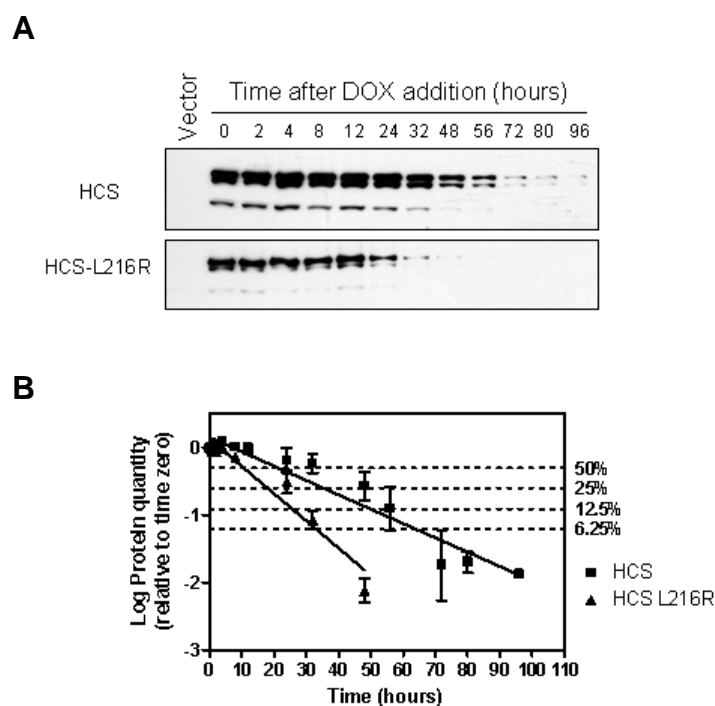 A
Vector
Time after DOX addition (hours)
0 2 4 8 12 24 32 48 56 72 80 96
HCS
HCS-L216R
B
Log Protein quantity
(relative to time zero)
0
-1
-2
-3
50%
25%
12.5%
6.25%
HCS
HCS L216R
0 10 20 30 40 50 60 70 80 90 100 110
Time (hours)